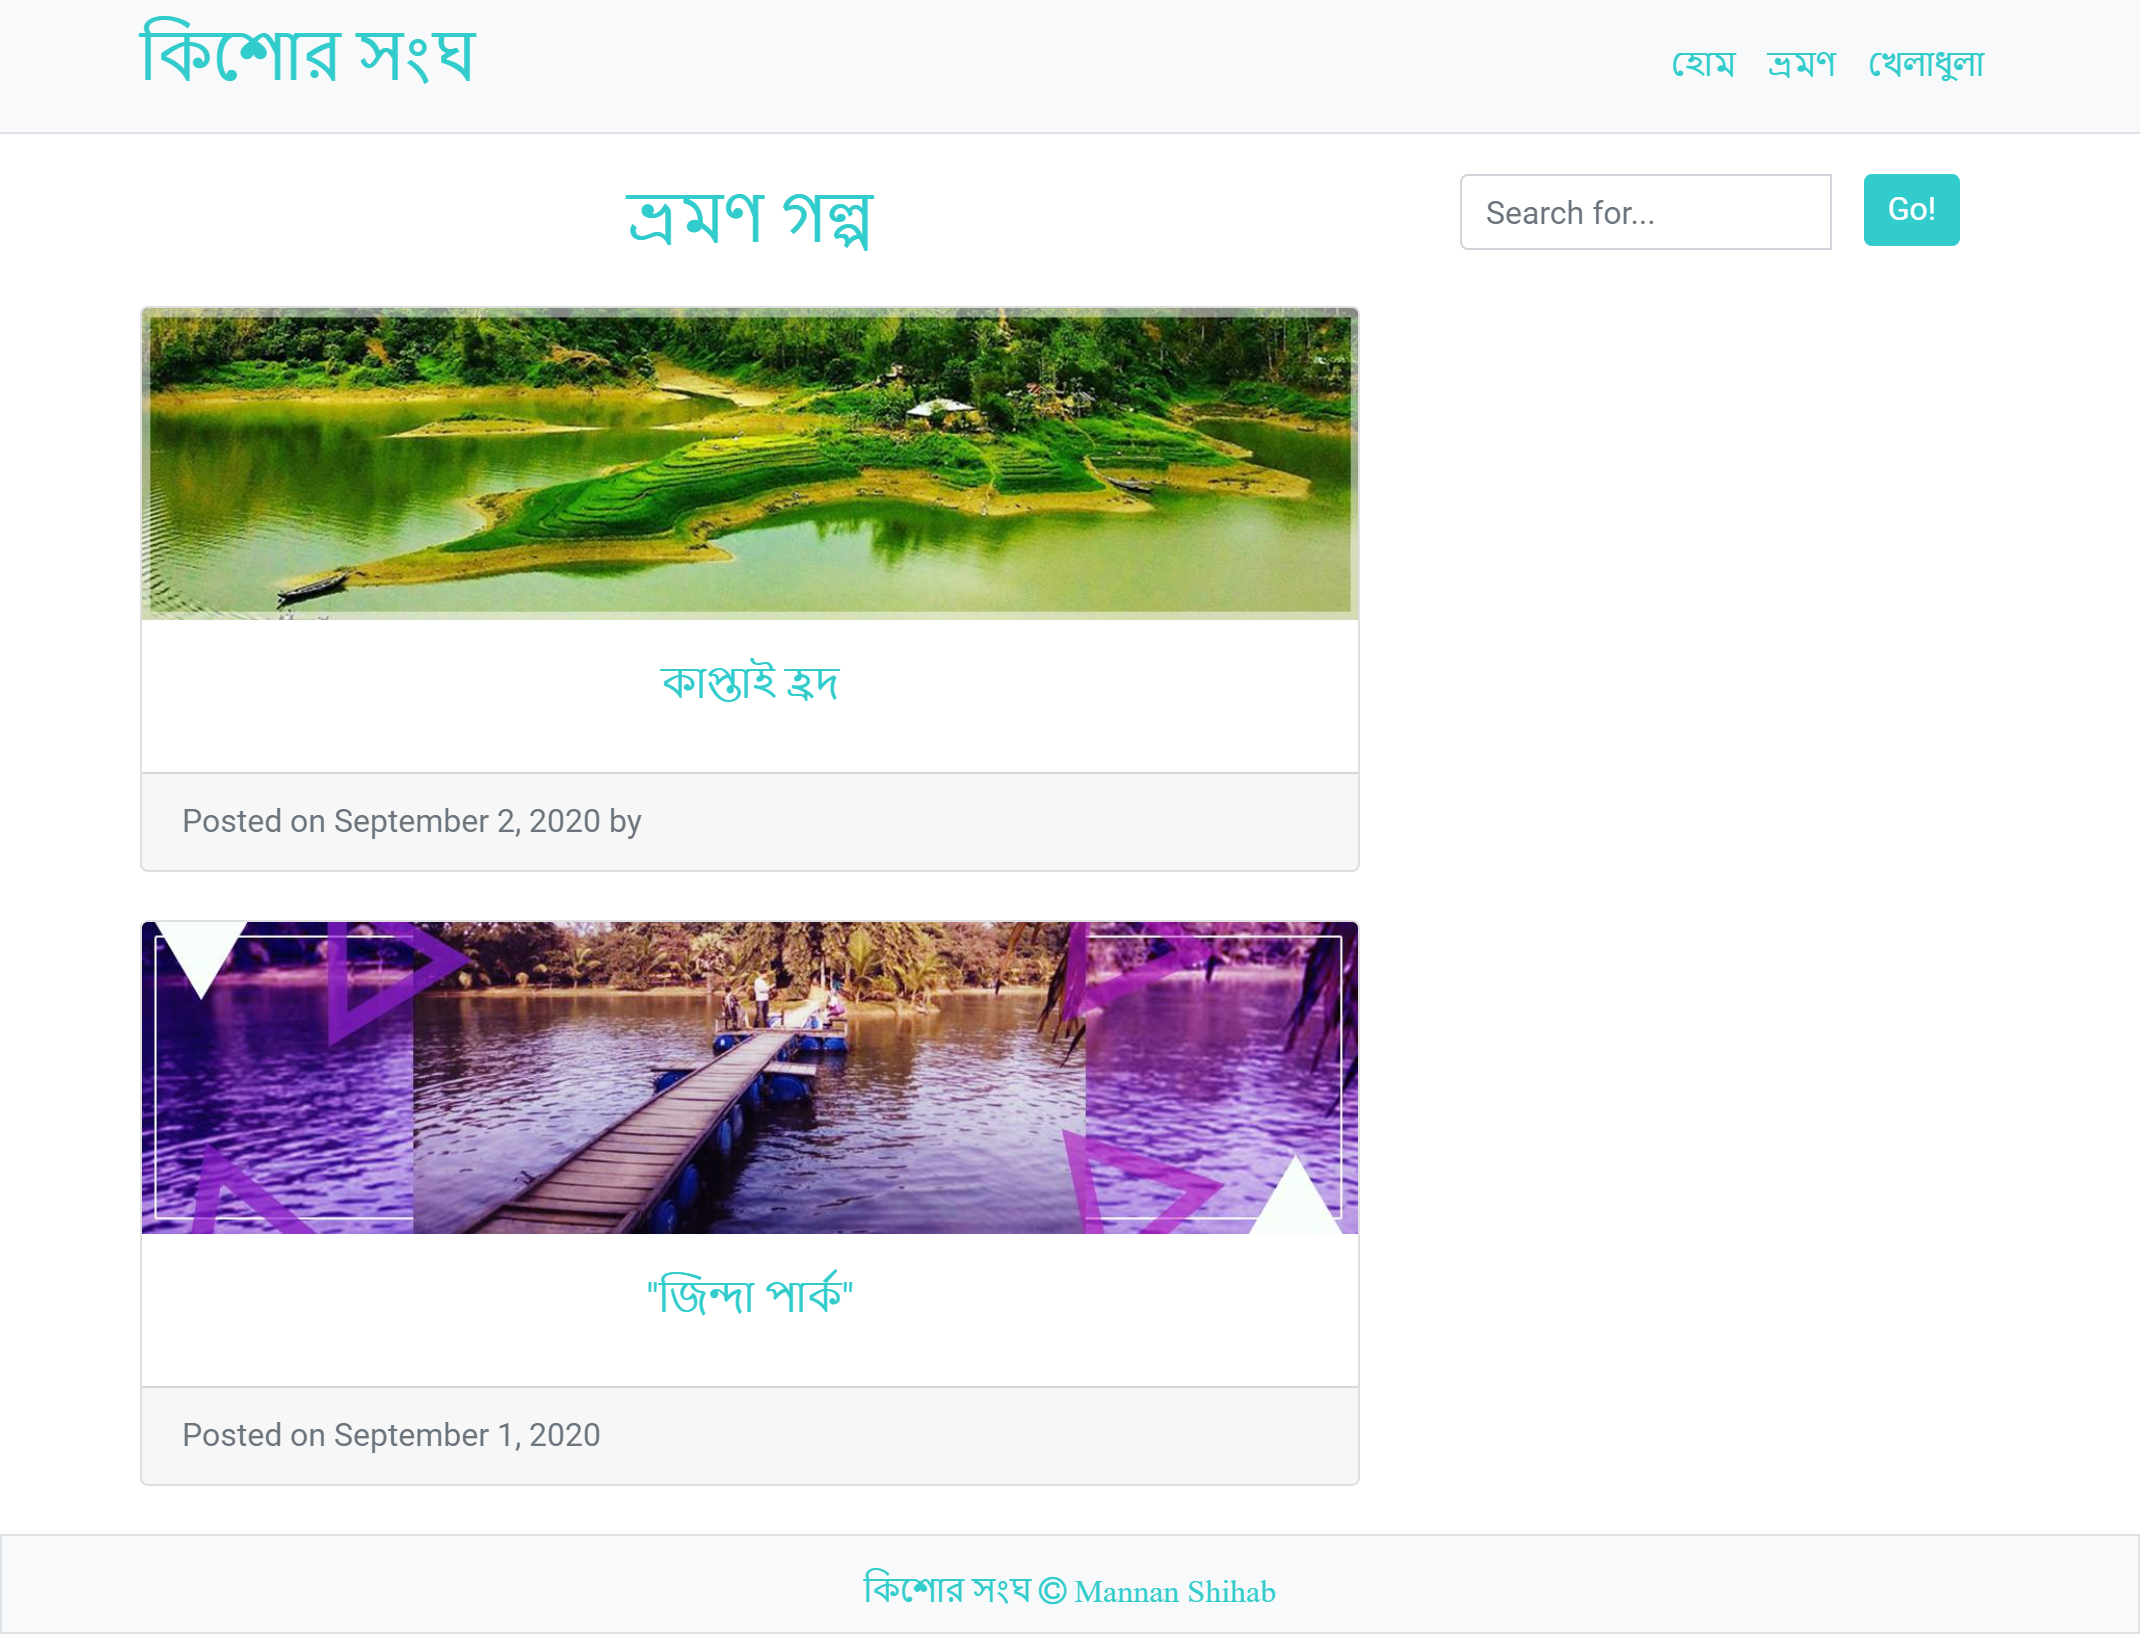 কিশোর সংঘ
হোম ভ্রমণ খেলাধুলা
ভ্রমণ গল্প
Search for...
Go!
কাপ্তাই হ্রদ
Posted on September 2, 2020 by
"জিন্দা পার্ক"
Posted on September 1, 2020
কিশোর সংঘ © Mannan Shihab